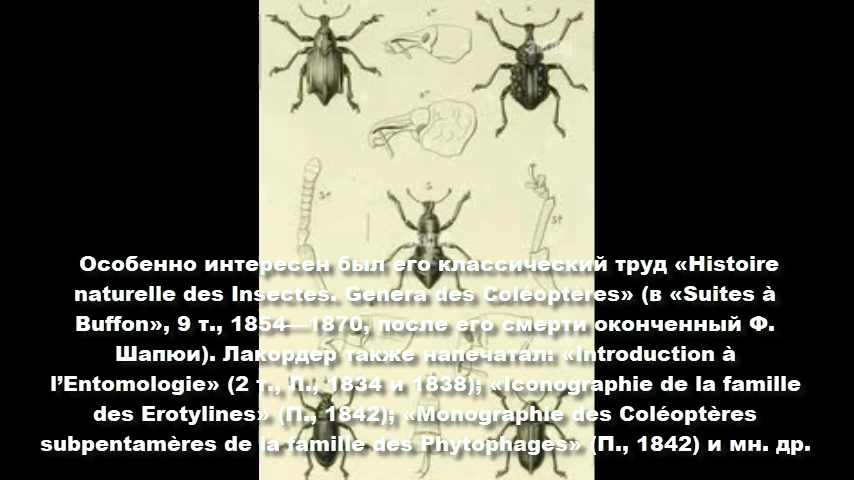 Особенно интересен был его классический труд «Histoire
naturelle des Insectes. Genera des Coléoptères» (в «Suites à
Buffon», 9 т., 1854—1870, после его смерти оконченный Ф.
Шапюи). Лакордер также напечатал: «Introduction à
l’Entomologie» (2 т., Л., 1834 и 1838); «Iconographie de la famille
des Erotylines» (П., 1842); «Monographie des Coléoptères
subpentamères de la famille des Phytophages» (П., 1842) и мн. др.